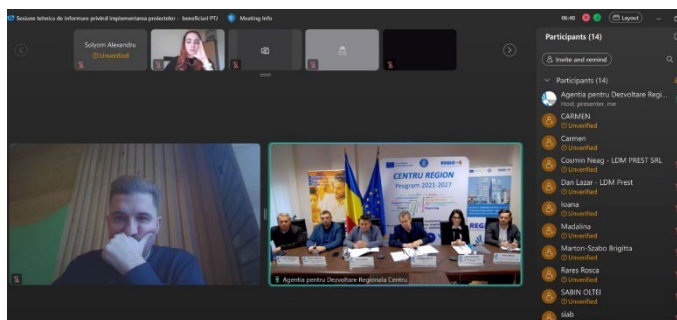 Sesiune tehnica de informare privind implementarea proiectelor - beneficiari PTJ
Meeting Info
06:40
Layout
Solyom Alexandru
Unverified
CENTRU REGION
Program 2021-2027
REGIO
Agentia pentru Dezvoltare Regionala Centru
Participants (14)
Invite and remind
Participants (14)
Agentia pentru Dezvoltare Regi...
Host, presenter, me
CARMEN
Unverified
Carmen
Unverified
Cosmin Neag - LDM PREST SRL
Unverified
Dan Lazar - LDM Prest
Unverified
Ioana
Unverified
Madalina
Unverified
Marton-Szabo Brigitta
Unverified
Rares Rosca
Unverified
SABIN OLTEI
Unverified
siab